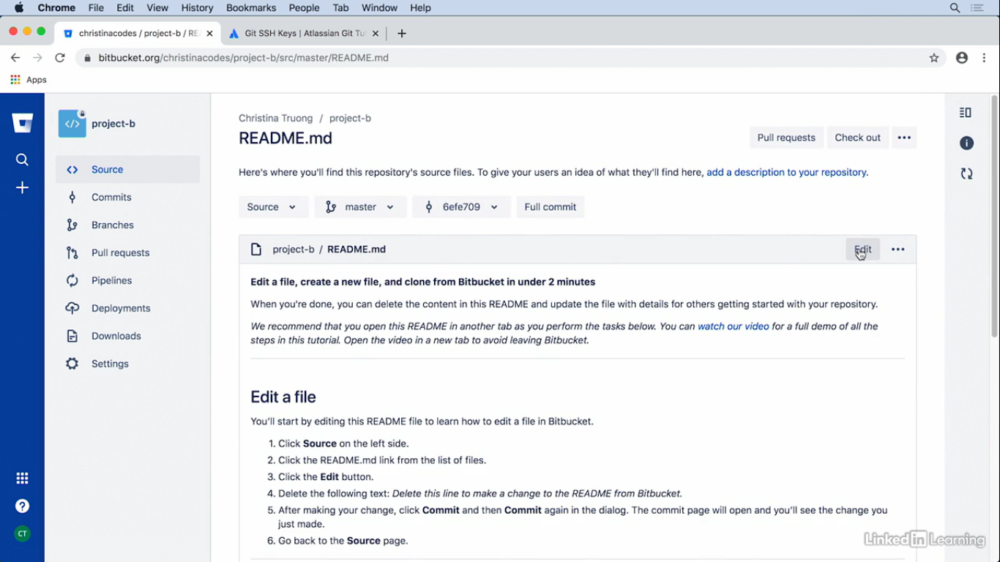 Chrome File Edit View History Bookmarks People Tab Window Help
christinacodes / project-b / RE
Git SSH Keys | Atlassian Git Tu
bitbucket.org/christinacodes/project-b/src/master/README.md
Apps
project-b
Source
Commits
Branches
Pull requests
Pipelines
Deployments
Downloads
Settings
CT
Christina Truong / project-b
README.md
Pull requests Check out
Here's where you'll find this repository's source files. To give your users an idea of what they'll find here, add a description to your repository.
Source master 6efe709 Full commit
project-b / README.md Edit
Edit a file, create a new file, and clone from Bitbucket in under 2 minutes
When you're done, you can delete the content in this README and update the file with details for others getting started with your repository.
We recommend that you open this README in another tab as you perform the tasks below. You can watch our video for a full demo of all the
steps in this tutorial. Open the video in a new tab to avoid leaving Bitbucket.
Edit a file
You'll start by editing this README file to learn how to edit a file in Bitbucket.
1. Click Source on the left side.
2. Click the README.md link from the list of files.
3. Click the Edit button.
4. Delete the following text: Delete this line to make a change to the README from Bitbucket.
5. After making your change, click Commit and then Commit again in the dialog. The commit page will open and you'll see the change you
just made.
6. Go back to the Source page.
Linked in Learning